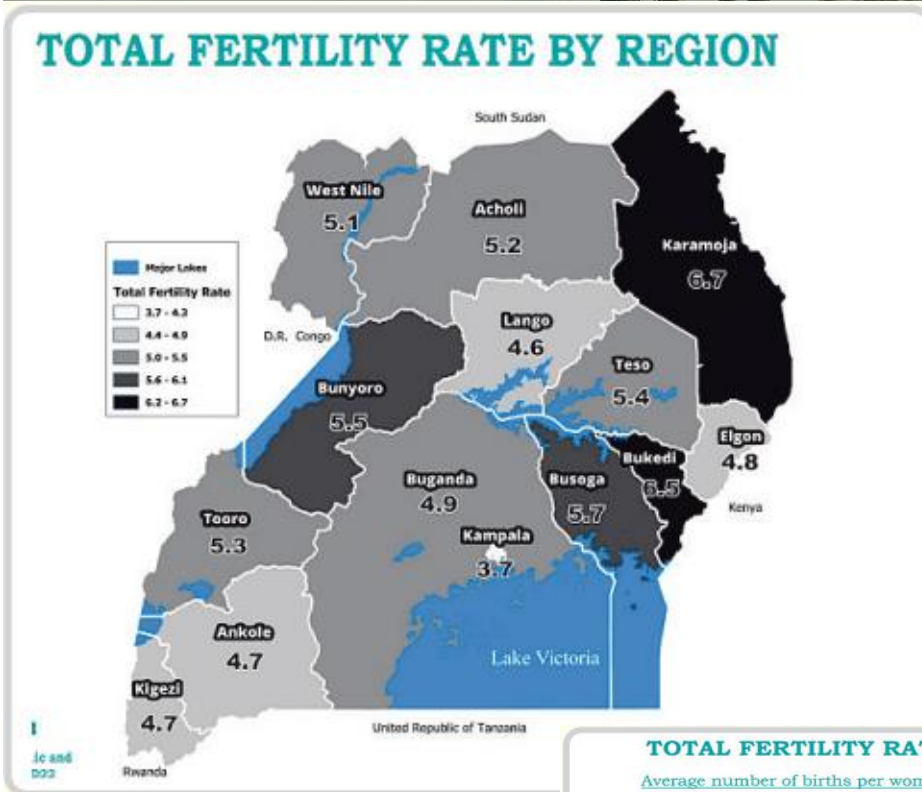 TOTAL FERTILITY RATE BY REGION
South Sudan
West Nile
5.1
Acholi
5.2
Karamoja
6.7
Major Lakes
Total Fertility Rate
3.7 - 4.3
4.4 - 4.9
5.0 - 5.5
5.6 - 6.1
6.2 - 6.7
D.R. Congo
Lango
4.6
Teso
5.4
Bunyoro
5.5
Elgon
4.8
Bukedi
6.5
Buganda
4.9
Busoga
5.7
Kenya
Tooro
5.3
Kampala
3.7
Ankole
4.7
Lake Victoria
Kigezi
4.7
United Republic of Tanzania
Rwanda
ic and
TOTAL FERTILITY RA
Average number of births per wom